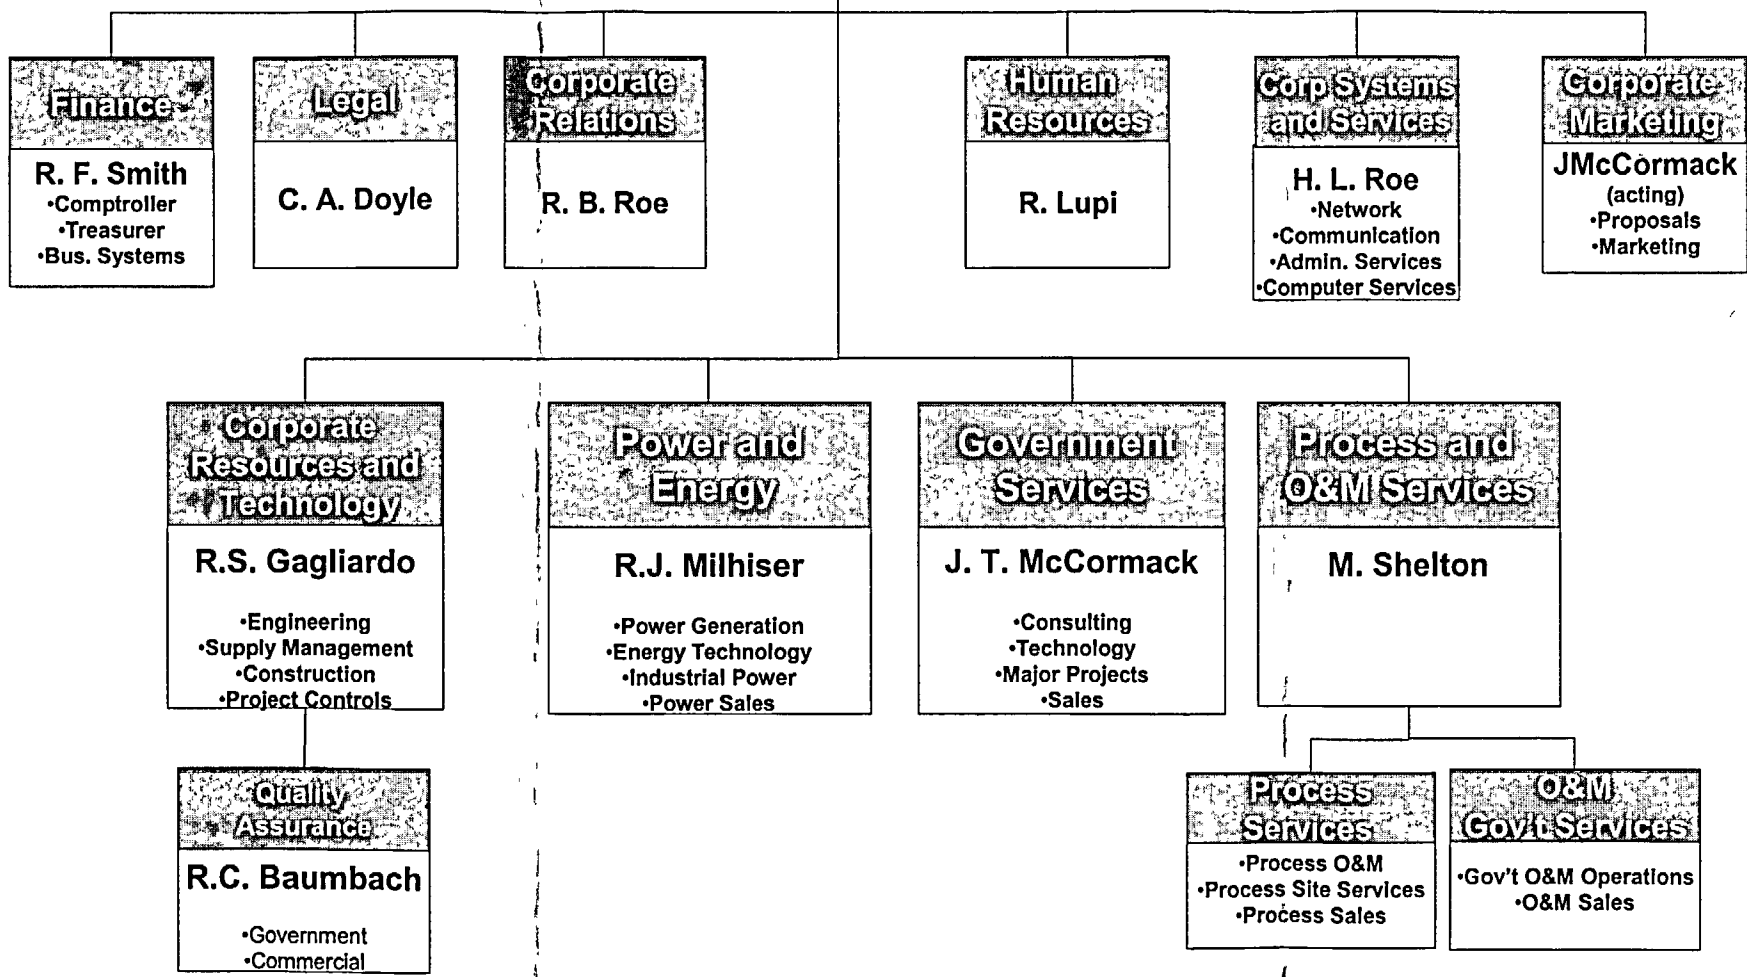 Finance
R. F. Smith
•Comptroller
•Treasurer
•Bus. Systems
Legal
C. A. Doyle
Corporate
Relations
R. B. Roe
Human
Resources
R. Lupi
Corp Systems
and Services
H. L. Roe
•Network
•Communication
•Admin. Services
•Computer Services
Corporate
Marketing
JMcCormack
(acting)
•Proposals
•Marketing
Corporate
Resources and
Technology
R.S. Gagliardo
•Engineering
•Supply Management
•Construction
•Project Controls
Power and
Energy
R.J. Milhiser
•Power Generation
•Energy Technology
•Industrial Power
•Power Sales
Government
Services
J. T. McCormack
•Consulting
•Technology
•Major Projects
•Sales
Process and
O&M Services
M. Shelton
Quality
Assurance
R.C. Baumbach
•Government
•Commercial
Process
Services
•Process O&M
•Process Site Services
•Process Sales
O&M
Gov't Services
•Gov't O&M Operations
•O&M Sales